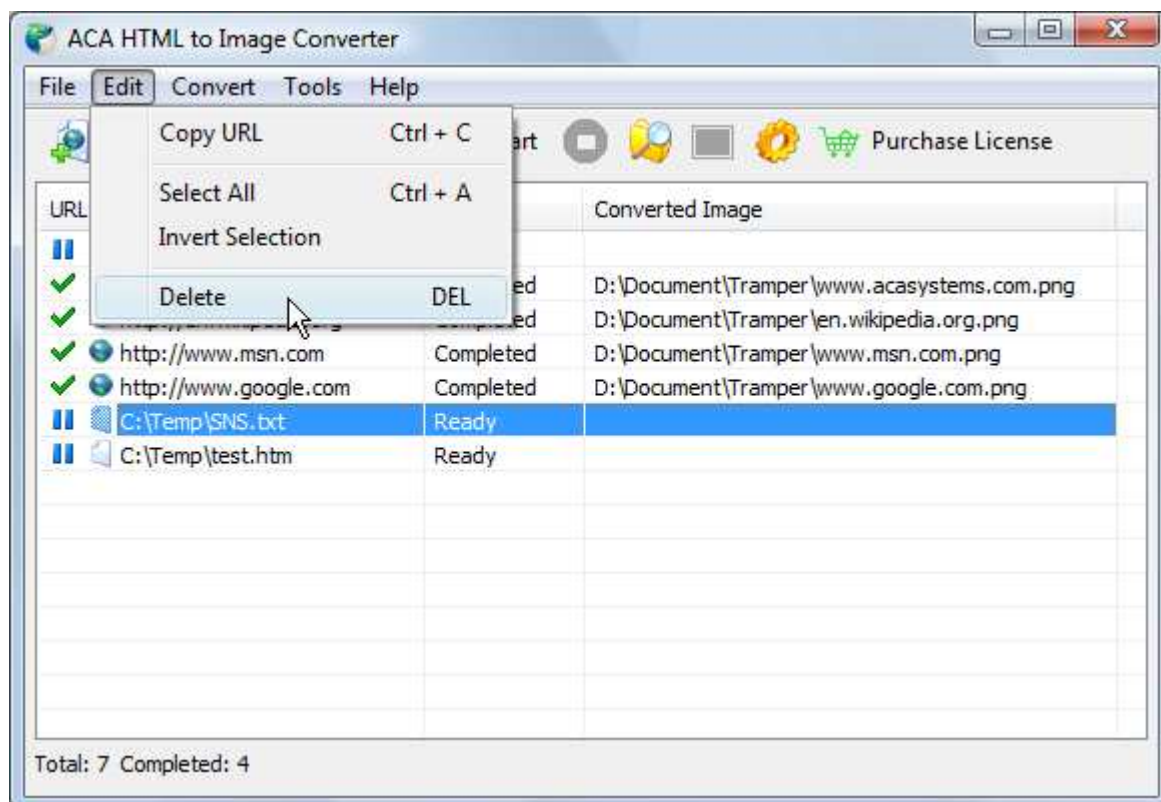 ACA HTML to Image Converter
File Edit Convert Tools Help
Copy URL Ctrl + C
Select All Ctrl + A
Invert Selection
Delete DEL
art Purchase License
URL Converted Image
ed D:\Document\Tramper\www.acasystems.com.png
Completed D:\Document\Tramper\en.wikipedia.org.png
http://www.msn.com Completed D:\Document\Tramper\www.msn.com.png
http://www.google.com Completed D:\Document\Tramper\www.google.com.png
C:\Temp\SNS.txt Ready
C:\Temp\test.htm Ready
Total: 7 Completed: 4